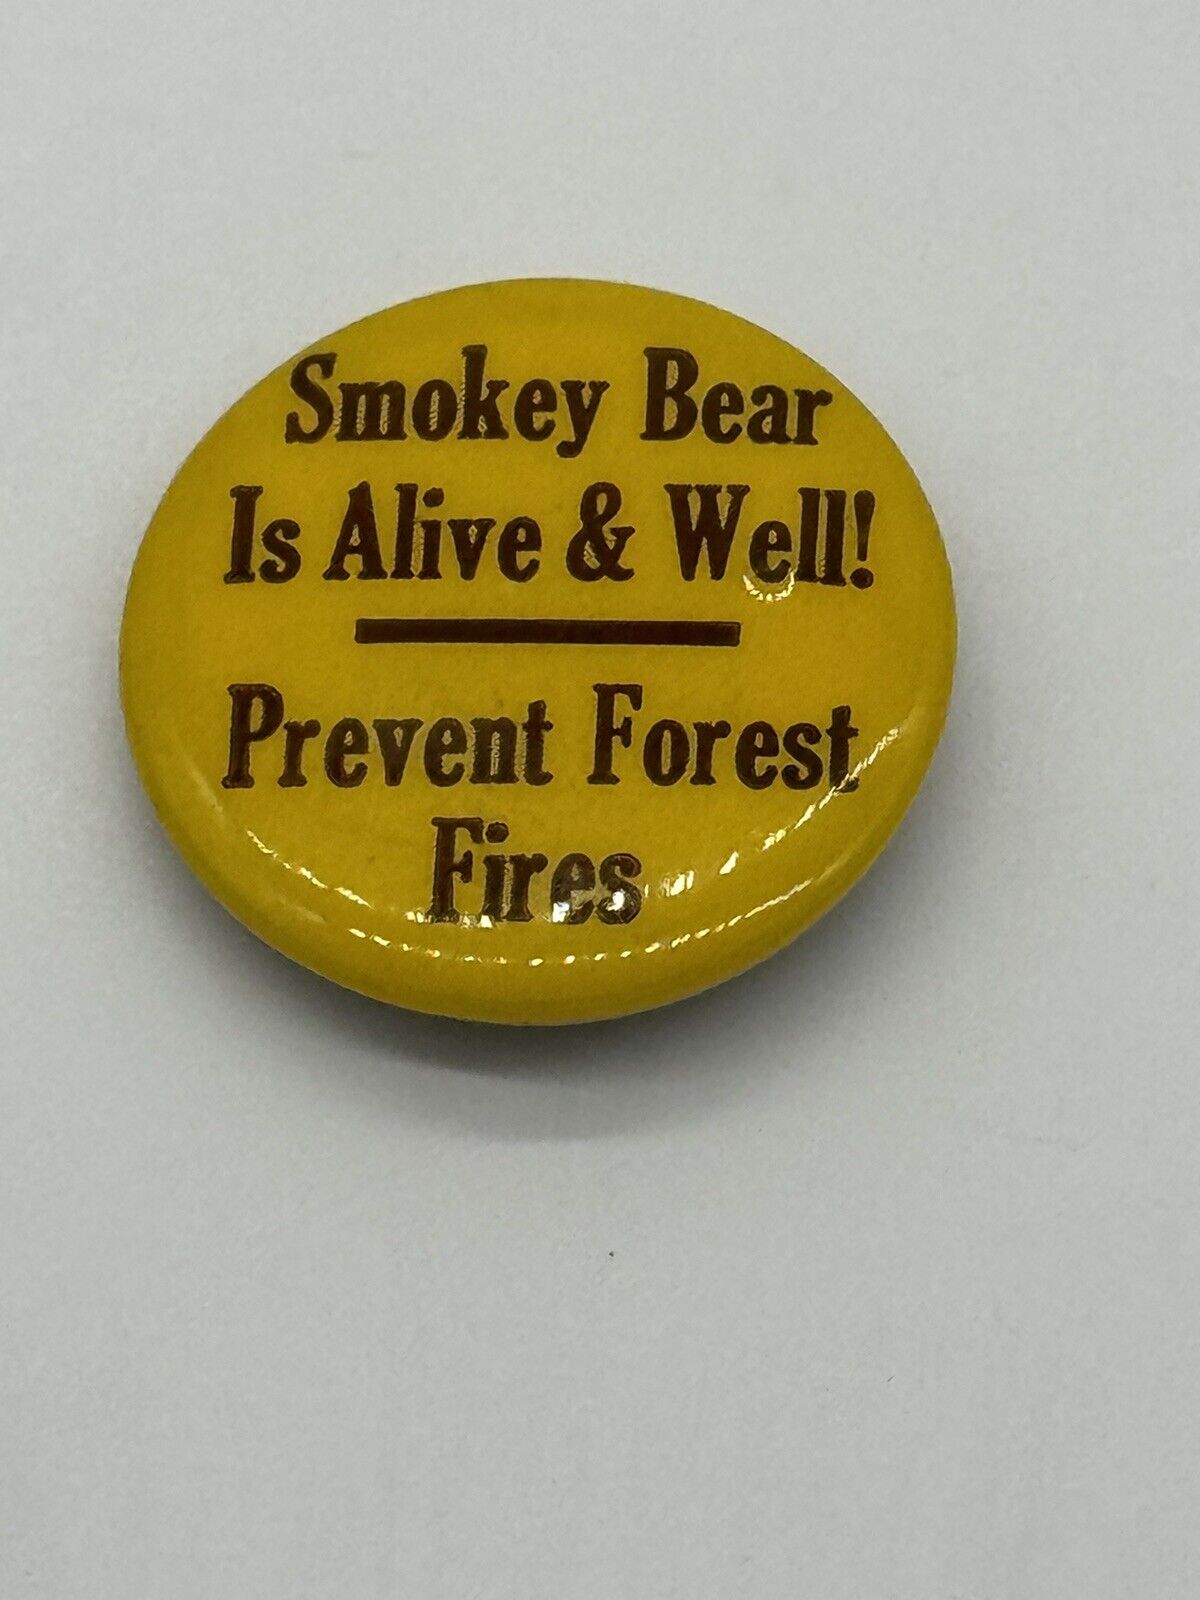 Smokey Bear
Is Alive & Well!
Prevent Forest
Fires